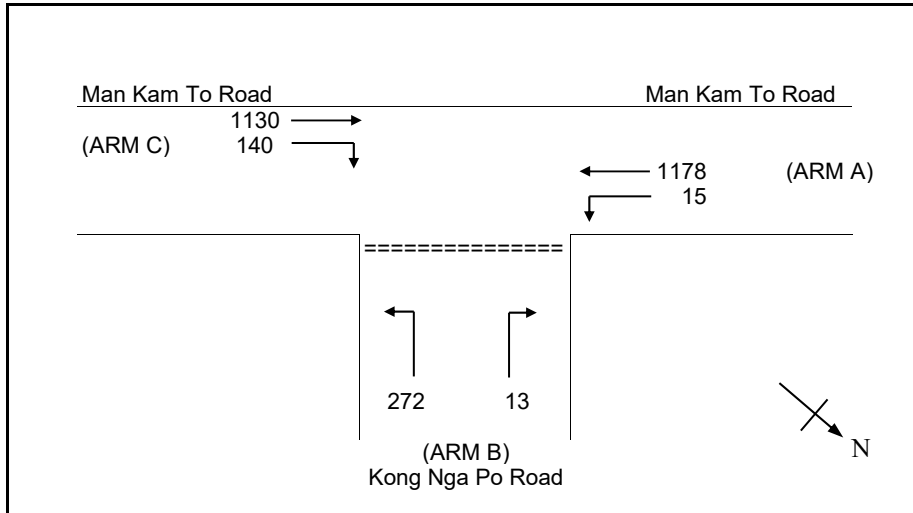 Man Kam To Road Man Kam To Road
1130
(ARM C) 140 1178 (ARM A)
15
272 13
(ARM B)
Kong Nga Po Road
N